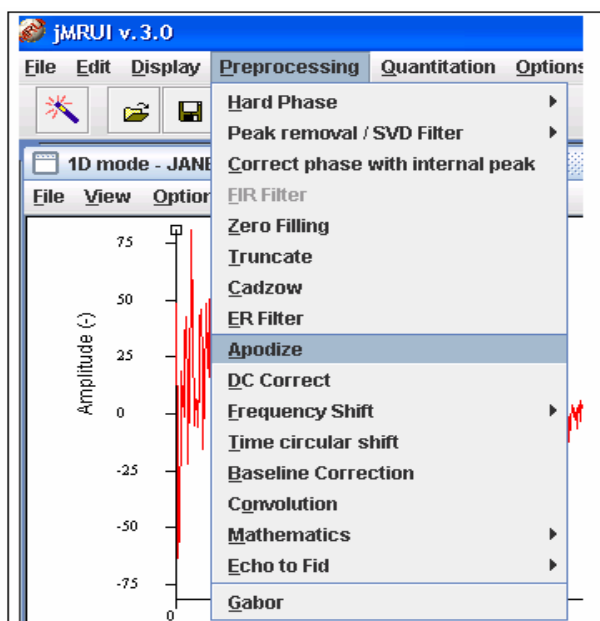 jMRUI v.3.0
File Edit Display Preprocessing Quantitation Options
Hard Phase
Peak removal / SVD Filter
1D mode - JANE
Correct phase with internal peak
File View Option
FIR Filter
Zero Filling
Truncate
Cadzow
ER Filter
Apodize
DC Correct
Frequency Shift
Time circular shift
Baseline Correction
Convolution
Mathematics
Echo to Fid
Gabor
Amplitude (-)
75
50
25
0
-25
-50
-75
0